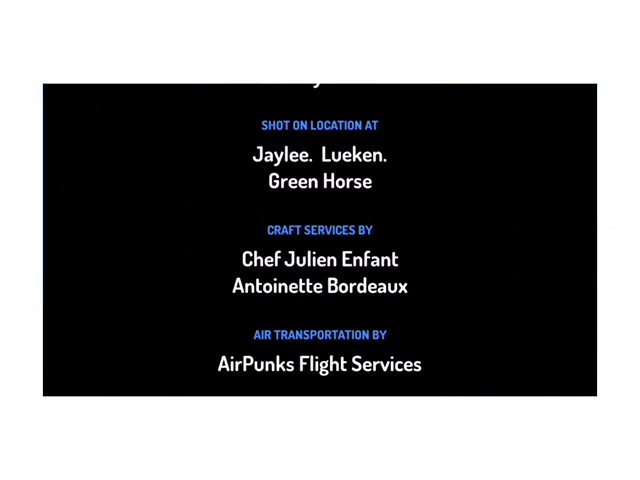 SHOT ON LOCATION AT
Jaylee.  Lueken.
Green Horse
CRAFT SERVICES BY
Chef Julien Enfant
Antoinette Bordeaux
AIR TRANSPORTATION BY
AirPunks Flight Services